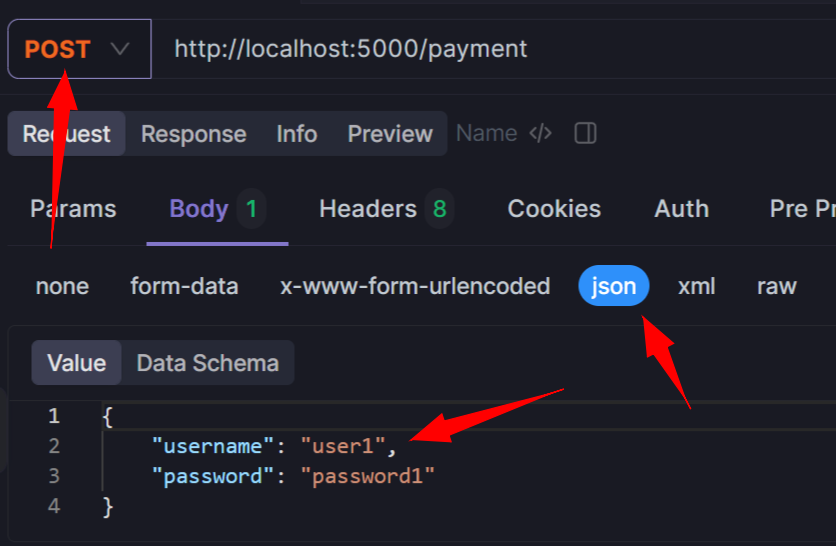 POST http://localhost:5000/payment
Request Response Info Preview Name </>
Params Body 1 Headers 8 Cookies Auth Pre Pr
none form-data x-www-form-urlencoded json xml raw
Value Data Schema
1 {
2 "username": "user1",
3 "password": "password1"
4 }